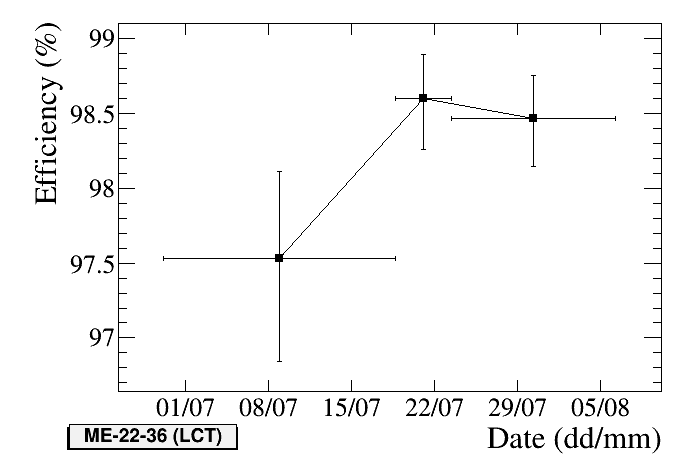 Efficiency (%)
99
98.5
98
97.5
97
01/07 08/07 15/07 22/07 29/07 05/08
Date (dd/mm)
ME-22-36 (LCT)